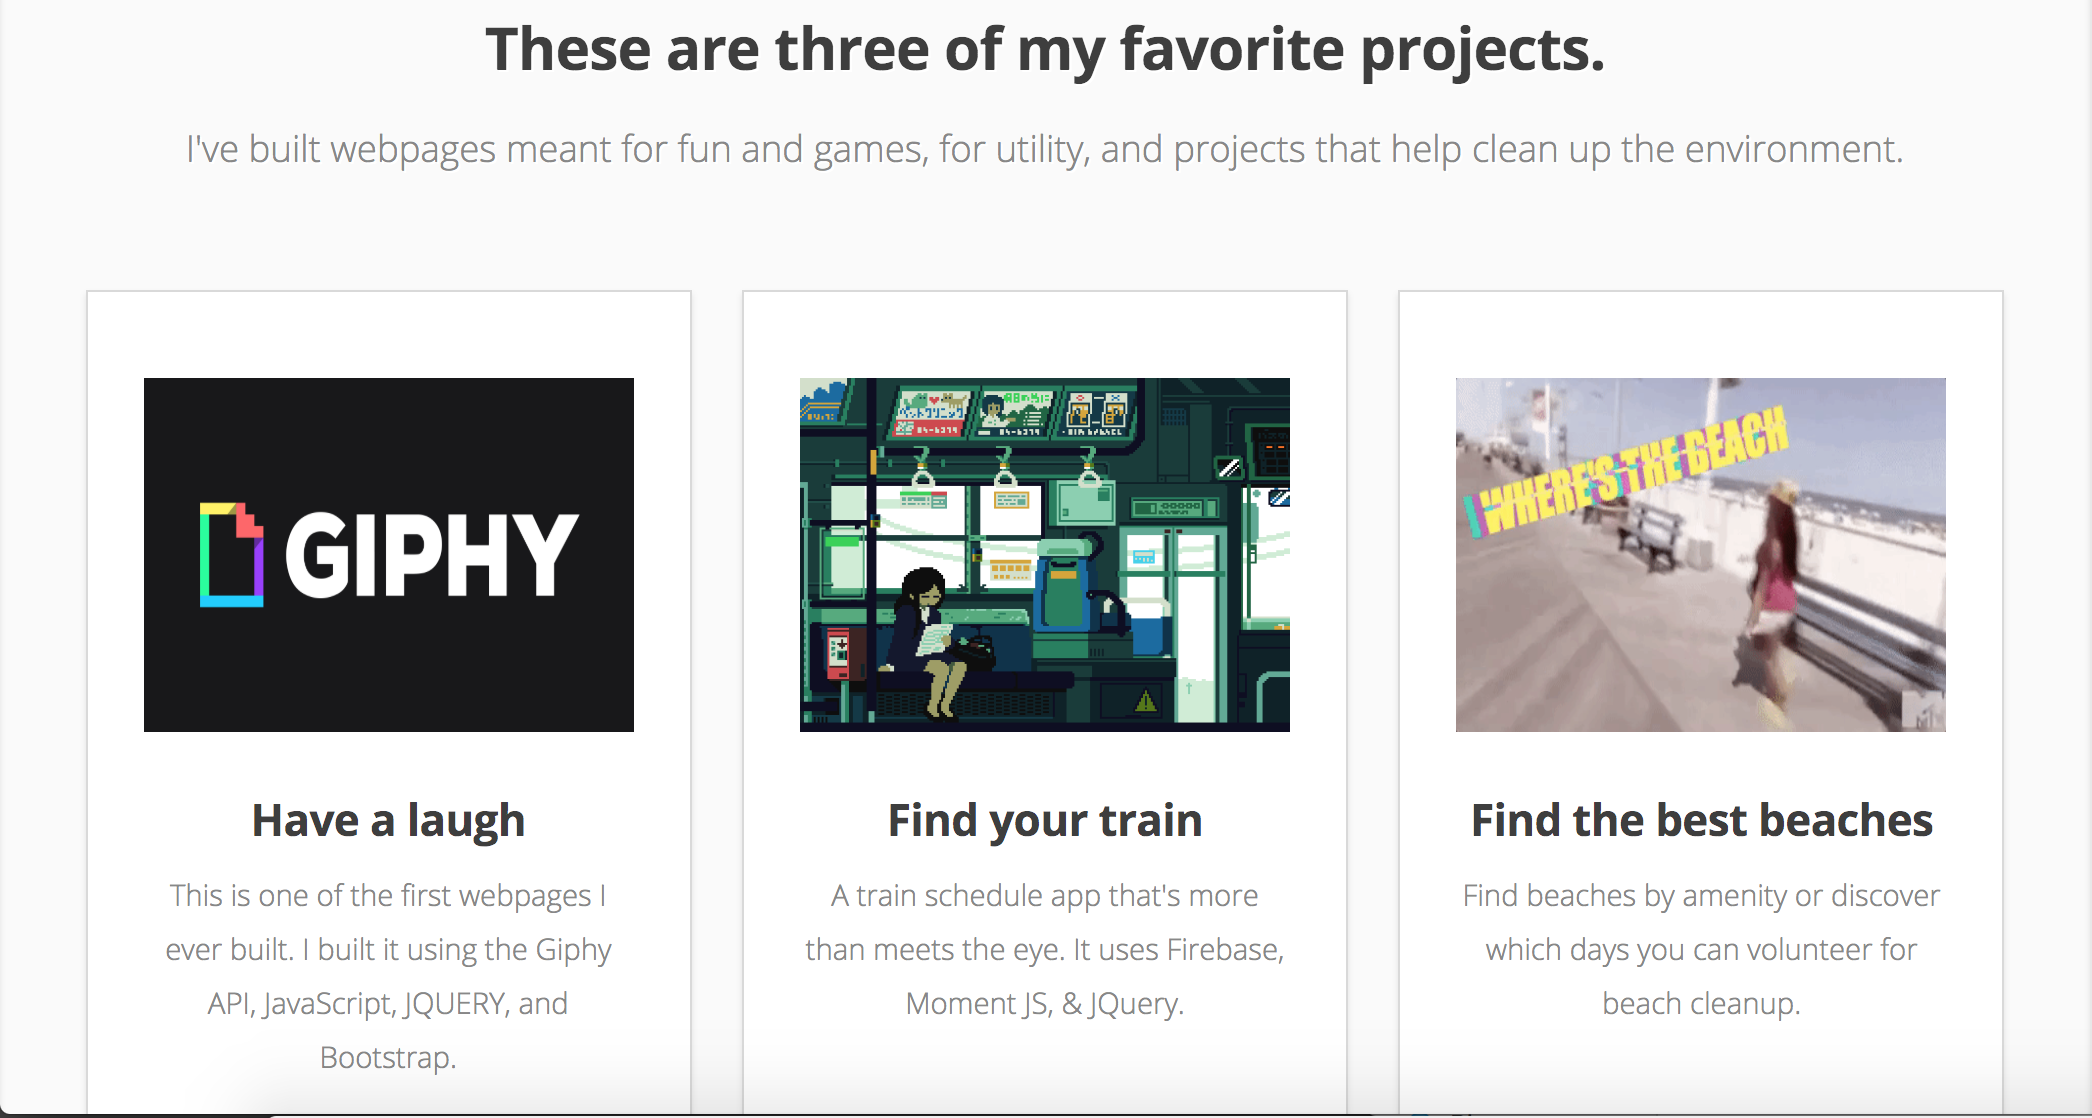 These are three of my favorite projects.
I've built webpages meant for fun and games, for utility, and projects that help clean up the environment.
GIPHY
WHERE'S THE BEACH
Have a laugh
This is one of the first webpages I
ever built. I built it using the Giphy
API, JavaScript, JQUERY, and
Bootstrap.
Find your train
A train schedule app that's more
than meets the eye. It uses Firebase,
Moment JS, & JQuery.
Find the best beaches
Find beaches by amenity or discover
which days you can volunteer for
beach cleanup.